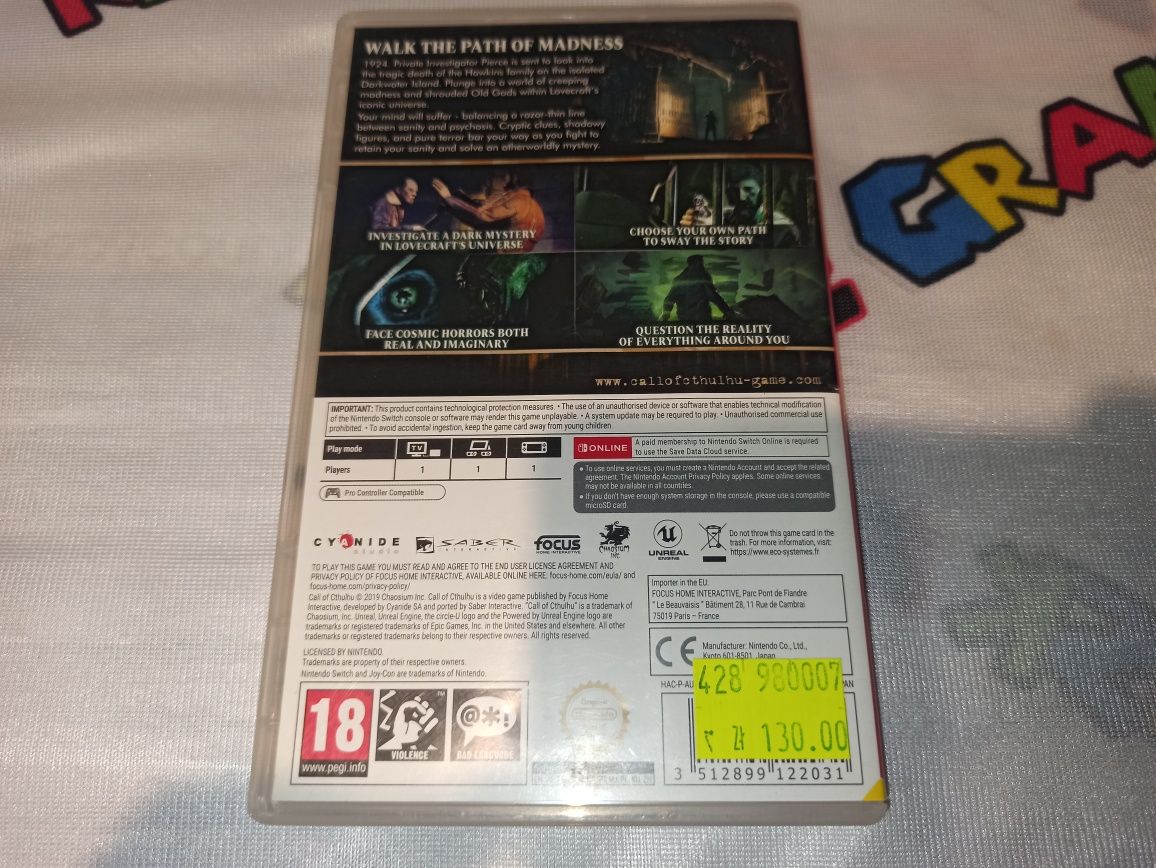 WALK THE PATH OF MADNESS
1924. Private Investigator Pierce is sent to look into
the tragic death of the Hawkins family on the isolated
Darkwater Island. Plunge into a world of creeping
madness and shrouded Old Gods within Lovecraft's
iconic universe.
Your mind will suffer - balancing a razor-thin line
between sanity and psychosis. Cryptic clues, shadowy
figures, and pure terror bar your way as you fight to
retain your sanity and solve an otherworldly mystery.
INVESTIGATE A DARK MYSTERY
IN LOVECRAFT'S UNIVERSE
CHOOSE YOUR OWN PATH
TO SWAY THE STORY
FACE COSMIC HORRORS BOTH
REAL AND IMAGINARY
QUESTION THE REALITY
OF EVERYTHING AROUND YOU
www.callofcthulhu-game.com
IMPORTANT: This product contains technological protection measures. • The use of an unauthorised device or software that enables technical modification
of the Nintendo Switch console or software may render this game unplayable. • A system update may be required to play. • Unauthorised commercial use
prohibited. • To avoid accidental ingestion, keep the game card away from young children.
Play mode TV
Players 1 1 1
Pro Controller Compatible
ONLINE
A paid membership to Nintendo Switch Online is required
to use the Save Data Cloud service.
• To use online services, you must create a Nintendo Account and accept the related
agreement. The Nintendo Account Privacy Policy applies. Some online services
may not be available in all countries.
• If you don't have enough system storage in the console, please use a compatible
microSD card.
CYANIDE
studio
SABER
INTERACTIVE
FOCUS
HOME INTERACTIVE
CHAOSIUM
INC.
UNREAL
ENGINE
Do not throw this game card in the
trash. For more information, visit:
https://www.eco-systemes.fr
TO PLAY THIS GAME YOU MUST READ AND AGREE TO THE END USER LICENSE AGREEMENT AND
PRIVACY POLICY OF FOCUS HOME INTERACTIVE, AVAILABLE ONLINE HERE: focus-home.com/eula/ and
focus-home.com/privacy-policy/
Call of Cthulhu © 2019 Chaosium Inc. Call of Cthulhu is a video game published by Focus Home
Interactive, developed by Cyanide SA and ported by Saber Interactive. "Call of Cthulhu" is a trademark of
Chaosium, Inc. Unreal, Unreal Engine, the circle-U logo and the Powered by Unreal Engine logo are
trademarks or registered trademarks of Epic Games, Inc. in the United States and elsewhere. All other
trademarks or registered trademarks belong to their respective owners. All rights reserved.
LICENSED BY NINTENDO.
Trademarks are property of their respective owners.
Nintendo Switch and Joy-Con are trademarks of Nintendo.
Importer in the EU:
FOCUS HOME INTERACTIVE, Parc Pont de Flandre
" Le Beauvaisis " Bâtiment 28, 11 Rue de Cambrai
75019 Paris – France
CE
Manufacturer: Nintendo Co., Ltd.,
Kyoto 601-8501, Japan
HAC-P-AU
PAN
428 980007
zł 130.00
3 512899 122031
18
www.pegi.info
VIOLENCE
@*!
BAD LANGUAGE
GRA